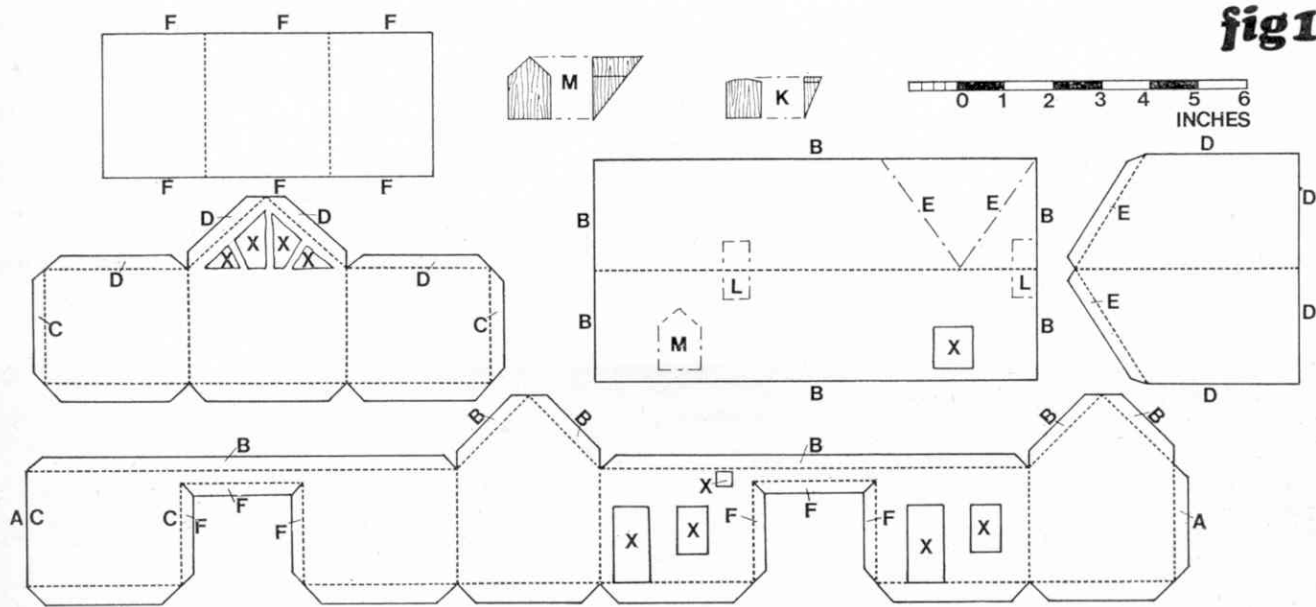 fig1
F F F
M
K
0 1 2 3 4 5 6
INCHES
F F F
B
D
D D
X X
X X
D D
C C
B E E B
L L
B M X B
B
E D
E D
D
B B
B
B B
B
A C C F F F
X
X X
F F F
X X
A